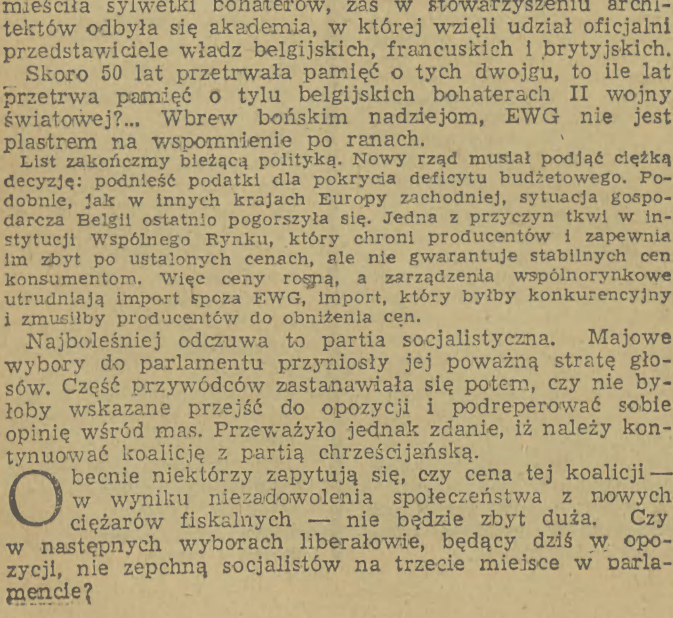 mieściła sylwetki bohaterów, zaś w stowarzyszeniu archi-
tektów odbyła się akademia, w której wzięli udział oficjalni
przedstawiciele władz belgijskich, francuskich i brytyjskich.
Skoro 50 lat przetrwała pamięć o tych dwojgu, to ile lat
przetrwa pamięć o tylu belgijskich bohaterach II wojny
światowej?... Wbrew bońskim nadziejom, EWG nie jest
plastrem na wspomnienie po ranach.
List zakończmy bieżącą polityką. Nowy rząd musiał podjąć ciężką
decyzję: podnieść podatki dla pokrycia deficytu budżetowego. Po-
dobnie, jak w innych krajach Europy zachodniej, sytuacja gospo-
darcza Belgii ostatnio pogorszyła się. Jedna z przyczyn tkwi w in-
stytucji Wspólnego Rynku, który chroni producentów i zapewnia
im zbyt po ustalonych cenach, ale nie gwarantuje stabilnych cen
konsumentom. Więc ceny rosną, a zarządzenia wspólnorynkowe
utrudniają import spoza EWG, import, który byłby konkurencyjny
i zmusiłby producentów do obniżenia cen.
Najboleśniej odczuwa to partia socjalistyczna. Majowe
wybory do parlamentu przyniosły jej poważną stratę gło-
sów. Część przywódców zastanawiała się potem, czy nie by-
łoby wskazane przejść do opozycji i podreperować sobie
opinię wśród mas. Przeważyło jednak zdanie, iż należy kon-
tynuować koalicję z partią chrześcijańską.
Obecnie niektórzy zapytują się, czy cena tej koalicji —
w wyniku niezadowolenia społeczeństwa z nowych
ciężarów fiskalnych — nie będzie zbyt duża. Czy
w następnych wyborach liberałowie, będący dziś w opo-
zycji, nie zepchną socjalistów na trzecie miejsce w parla-
mencie?